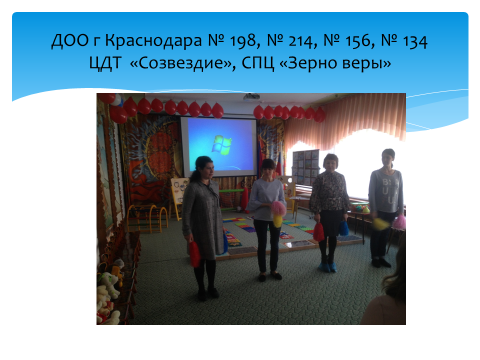 ДОО г Краснодара № 198, № 214, № 156, № 134
ЦДТ «Созвездие», СПЦ «Зерно веры»